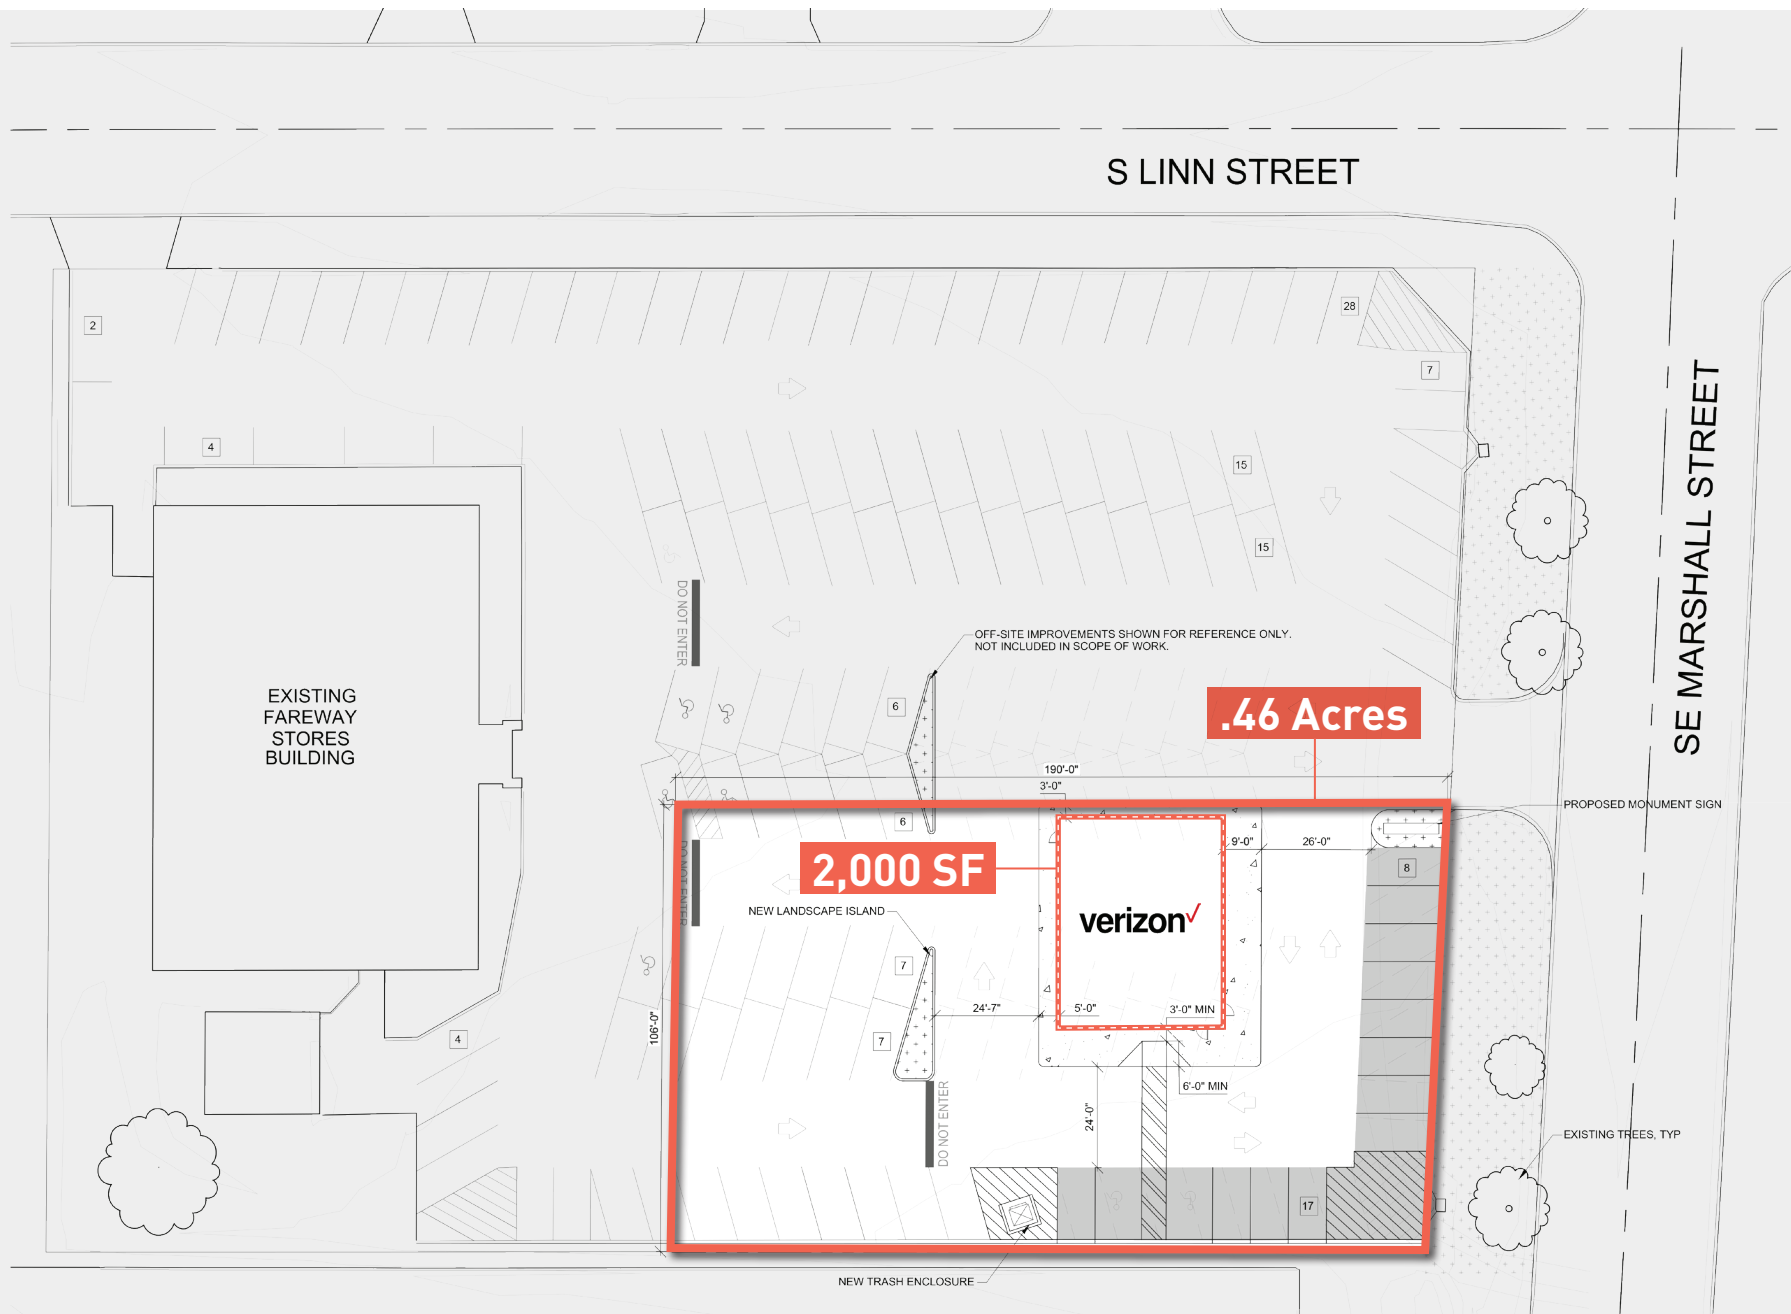 S LINN STREET
2
28
7
4
15
15
SE MARSHALL STREET
DO NOT ENTER
OFF-SITE IMPROVEMENTS SHOWN FOR REFERENCE ONLY.
NOT INCLUDED IN SCOPE OF WORK.
EXISTING
FAREWAY
STORES
BUILDING
6
.46 Acres
190'-0"
3'-0"
PROPOSED MONUMENT SIGN
6
9'-0"
26'-0"
2,000 SF
8
DO NOT ENTER
NEW LANDSCAPE ISLAND
verizon
7
24'-7"
5'-0"
3'-0" MIN
106'-0"
4
7
6'-0" MIN
DO NOT ENTER
24'-0"
EXISTING TREES, TYP
17
NEW TRASH ENCLOSURE